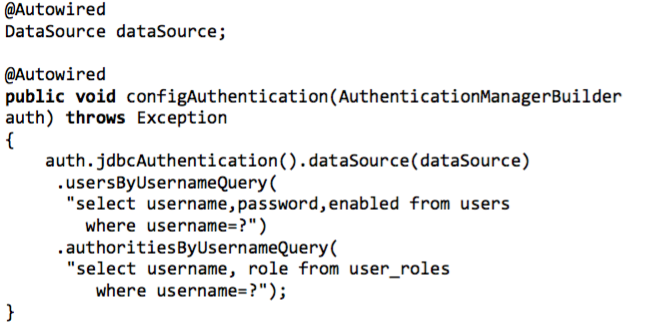 @Autowired
DataSource dataSource;
@Autowired
public void configAuthentication(AuthenticationManagerBuilder
auth) throws Exception
{
auth.jdbcAuthentication().dataSource(dataSource)
.usersByUsernameQuery(
"select username,password,enabled from users
where username=?")
.authoritiesByUsernameQuery(
"select username, role from user_roles
where username=?");
}